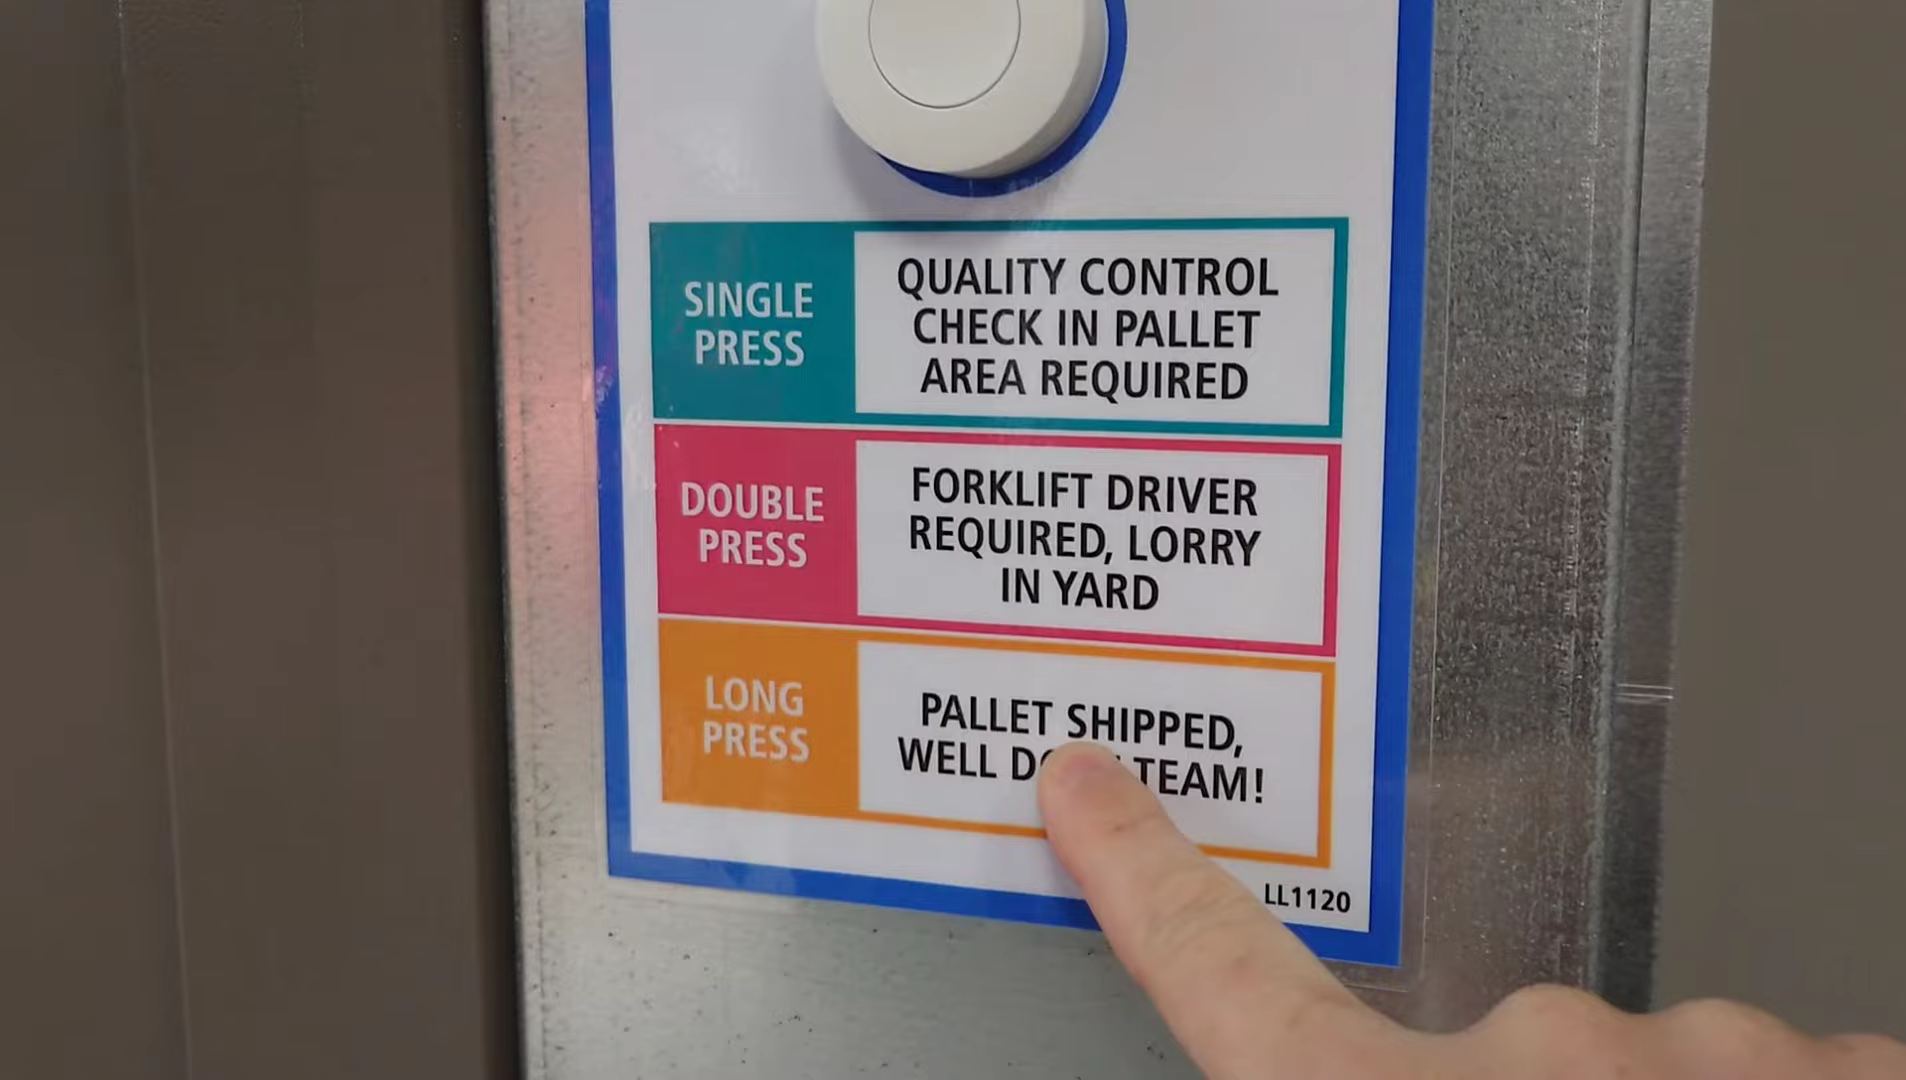 SINGLE
PRESS
QUALITY CONTROL
CHECK IN PALLET
AREA REQUIRED
DOUBLE
PRESS
FORKLIFT DRIVER
REQUIRED, LORRY
IN YARD
LONG
PRESS
PALLET SHIPPED,
WELL TEAM!
LL1120